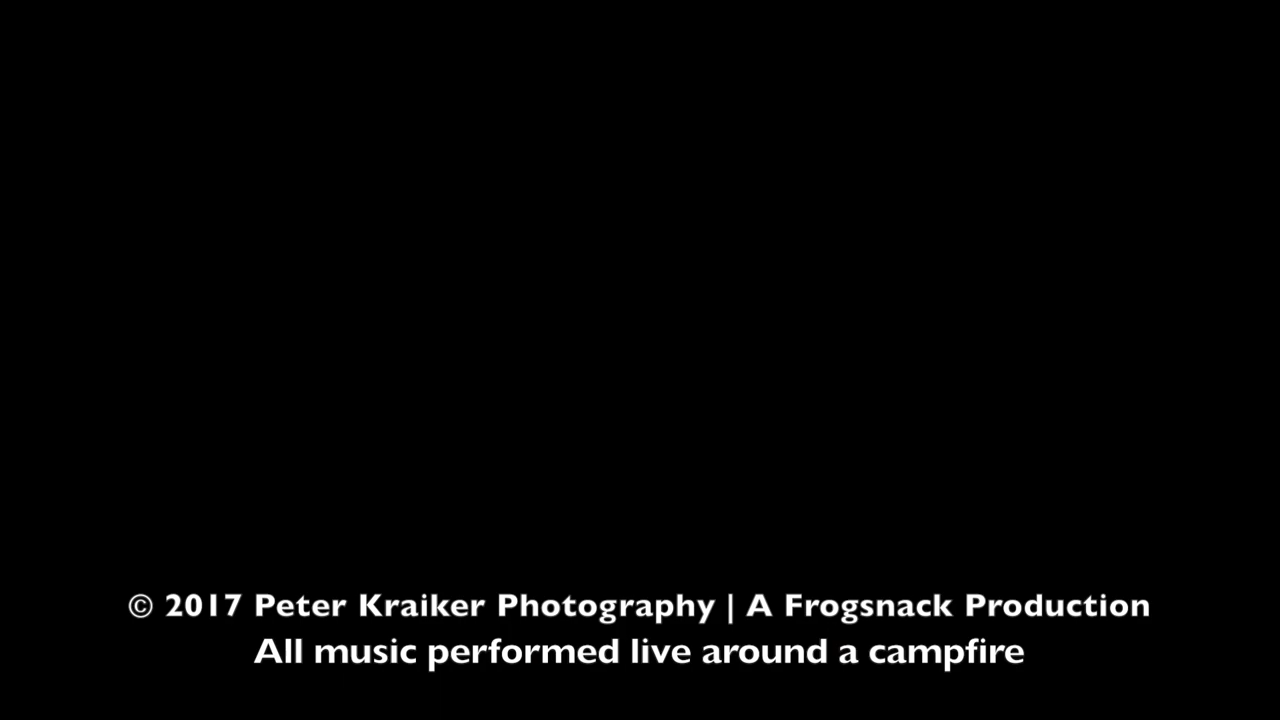 © 2017 Peter Kraiker Photography | A Frogsnack Production
All music performed live around a campfire